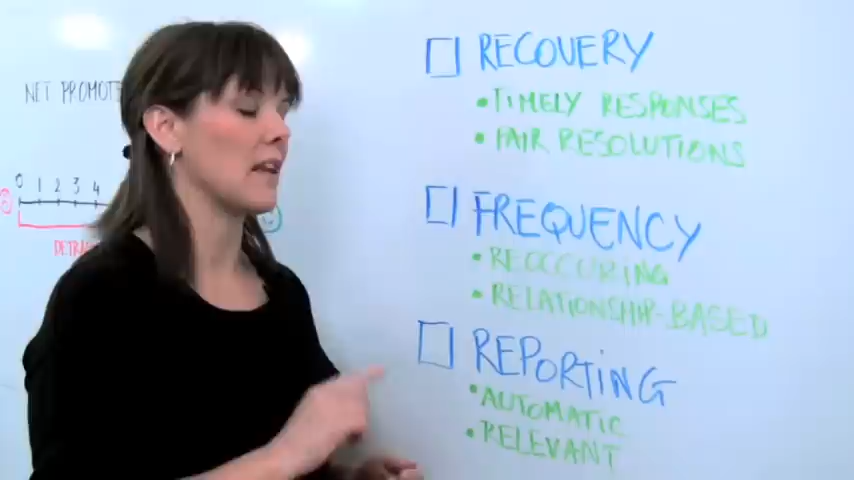 NET PROMOT
0 1 2 3 4
DETRA
RECOVERY
• TIMELY RESPONSES
• FAIR RESOLUTIONS
FREQUENCY
• REOCCURING
• RELATIONSHIP-BASED
REPORTING
• AUTOMATIC
• RELEVANT